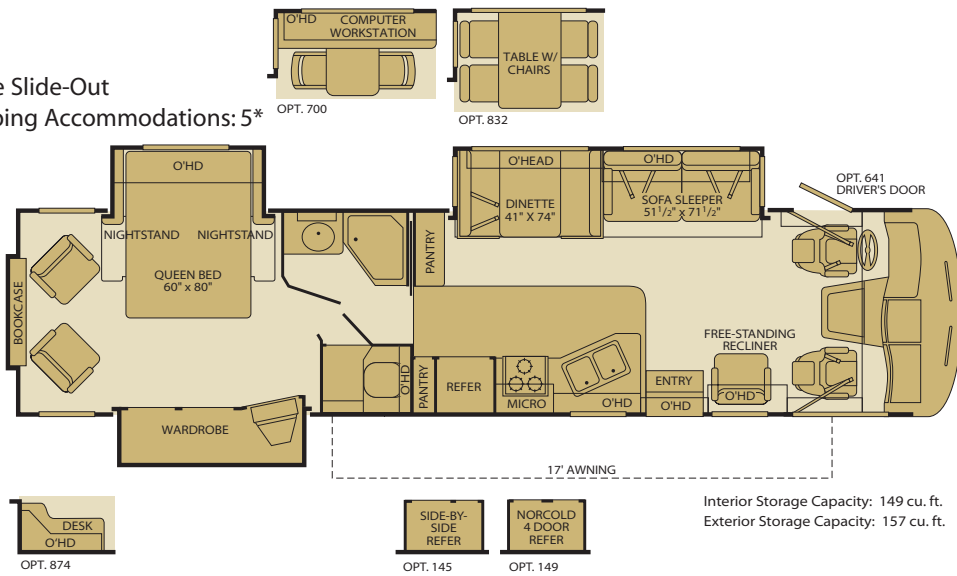 O'HD
COMPUTER
WORKSTATION
OPT. 700
TABLE W/
CHAIRS
OPT. 832
Slide-Out
Accommodations: 5*
O'HD
NIGHTSTAND
NIGHTSTAND
QUEEN BED
60" x 80"
BOOKCASE
WARDROBE
PANTRY
O'HEAD
DINETTE
41" X 74"
O'HD
SOFA SLEEPER
51 1/2" x 71 1/2"
OPT. 641
DRIVER'S DOOR
FREE-STANDING
RECLINER
O'HD
O'HD
PANTRY
REFER
MICRO
O'HD
ENTRY
O'HD
17' AWNING
DESK
O'HD
OPT. 874
SIDE-BY-
SIDE
REFER
OPT. 145
NORCOLD
4 DOOR
REFER
OPT. 149
Interior Storage Capacity: 149 cu. ft.
Exterior Storage Capacity: 157 cu. ft.